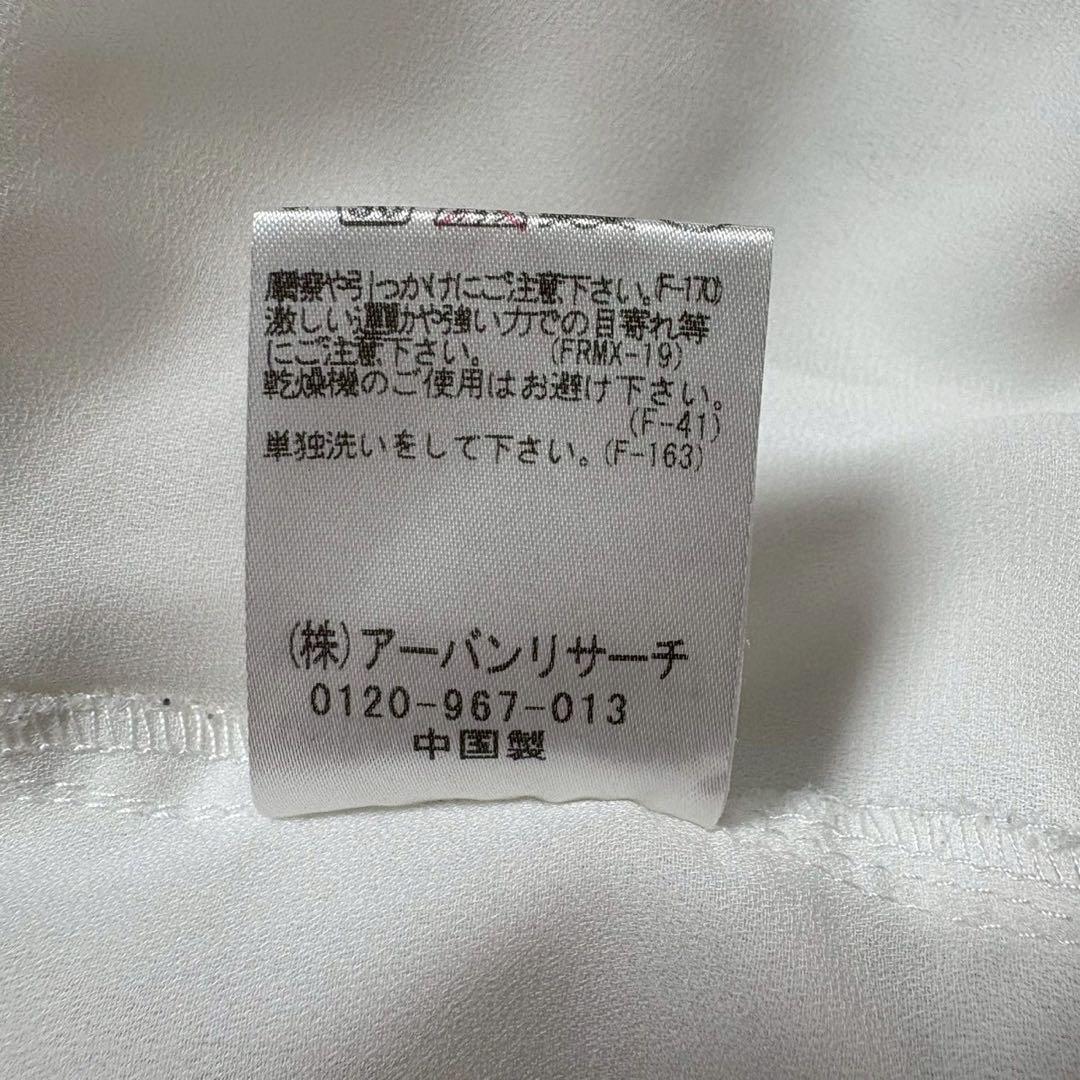 摩擦や引っかけにご注意下さい。(F-170)
激しい運動や強い力での目寄れ等
にご注意下さい。 (FRMX-19)
乾燥機のご使用はお避け下さい。
(F-41)
単独洗いをして下さい。(F-163)
(株)アーバンリサーチ
0120-967-013
中国製